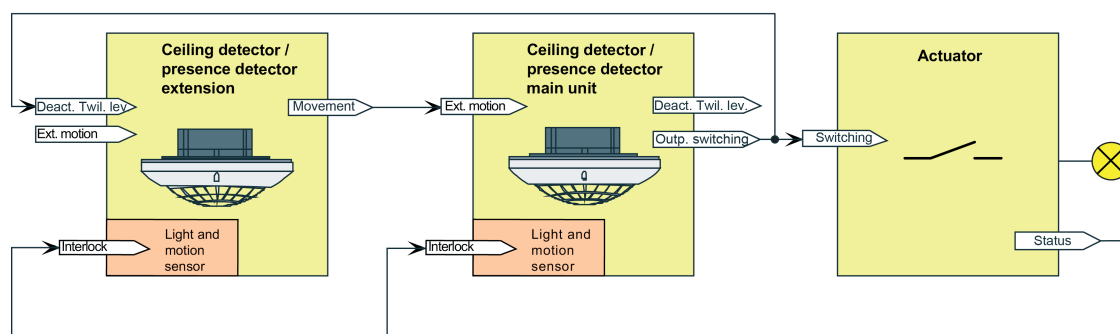 Ceiling detector /
presence detector
extension
Deact. Twil. lev.
Ext. motion
Movement
Interlock
Light and
motion
sensor
Ceiling detector /
presence detector
main unit
Ext. motion
Deact. Twil. lev.
Outp. switching
Interlock
Light and
motion
sensor
Actuator
Switching
Status